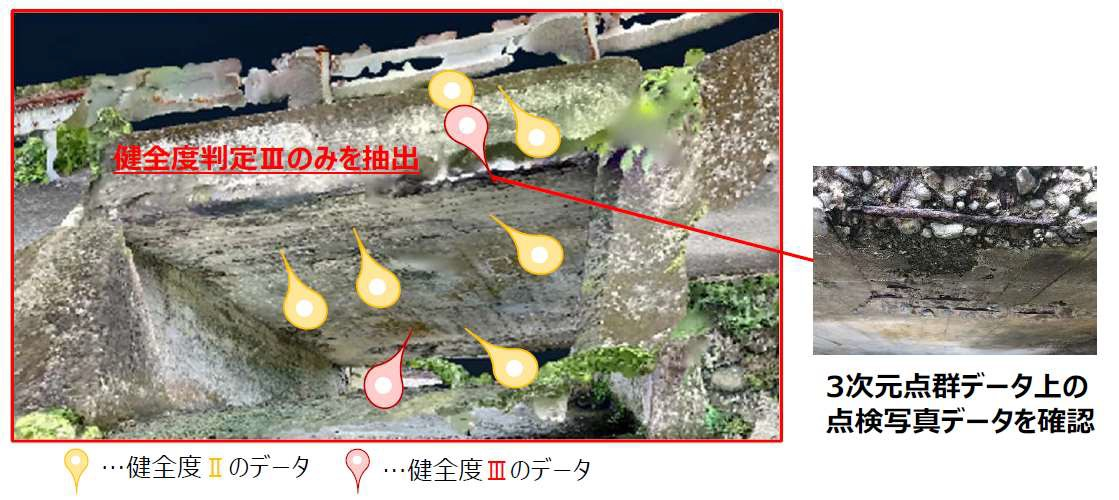 健全度判定Ⅲのみを抽出
3次元点群データ上の
点検写真データを確認
…健全度Ⅱのデータ
…健全度Ⅲのデータ